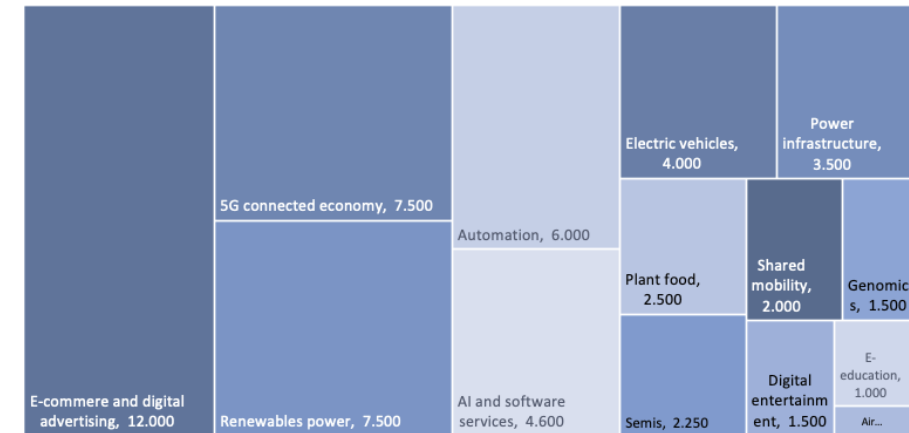 E-commere and digital
advertising, 12.000
5G connected economy, 7.500
Renewables power, 7.500
Automation, 6.000
AI and software
services, 4.600
Electric vehicles,
4.000
Power
infrastructure,
3.500
Plant food,
2.500
Semis, 2.250
Shared
mobility,
2.000
Genomic
s, 1.500
Digital
entertainm
ent, 1.500
E-
education,
1.000
Air...